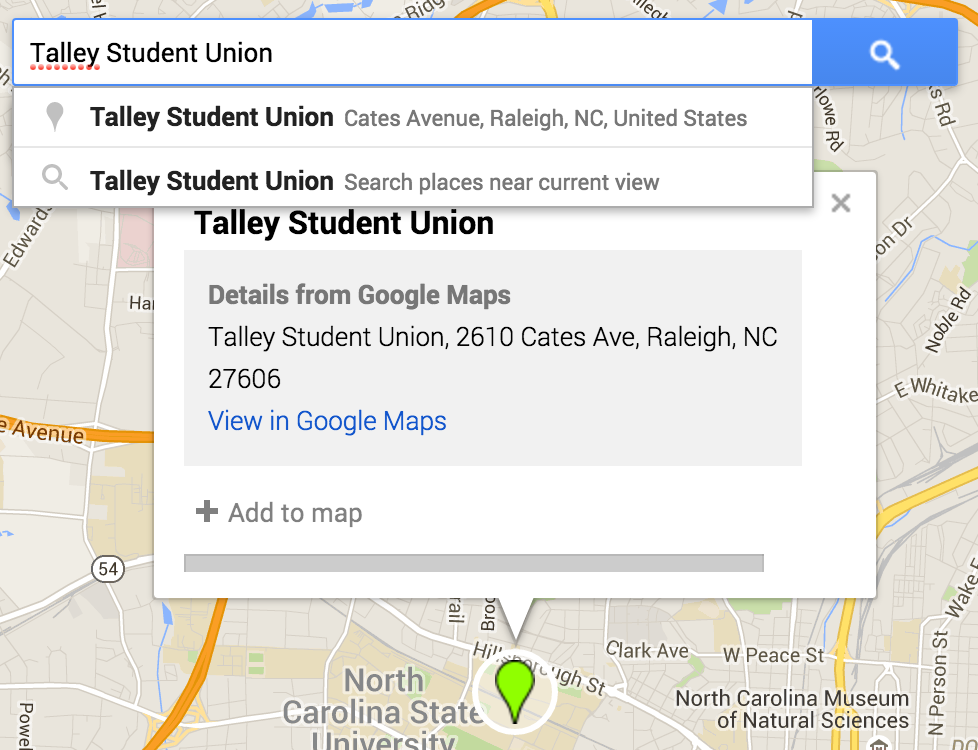 Talley Student Union
Talley Student Union Cates Avenue, Raleigh, NC, United States
Talley Student Union Search places near current view
Talley Student Union
Details from Google Maps
Talley Student Union, 2610 Cates Ave, Raleigh, NC
27606
View in Google Maps
Add to map
Edwards
Noble Rd
E Whitake
e Avenue
54
Hillsborough St
Clark Ave
W Peace St
N Person St
Wake F
North
Carolina State
University
North Carolina Museum
of Natural Sciences
Powel